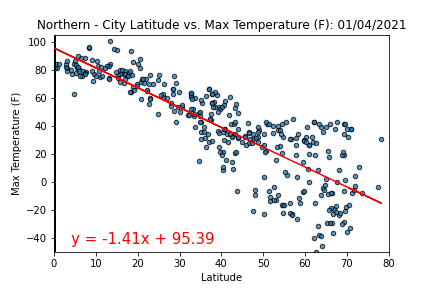 Northern - City Latitude vs. Max Temperature (F): 01/04/2021
Max Temperature (F)
100
80
60
40
20
0
−20
−40
y = -1.41x + 95.39
0 10 20 30 40 50 60 70 80
Latitude